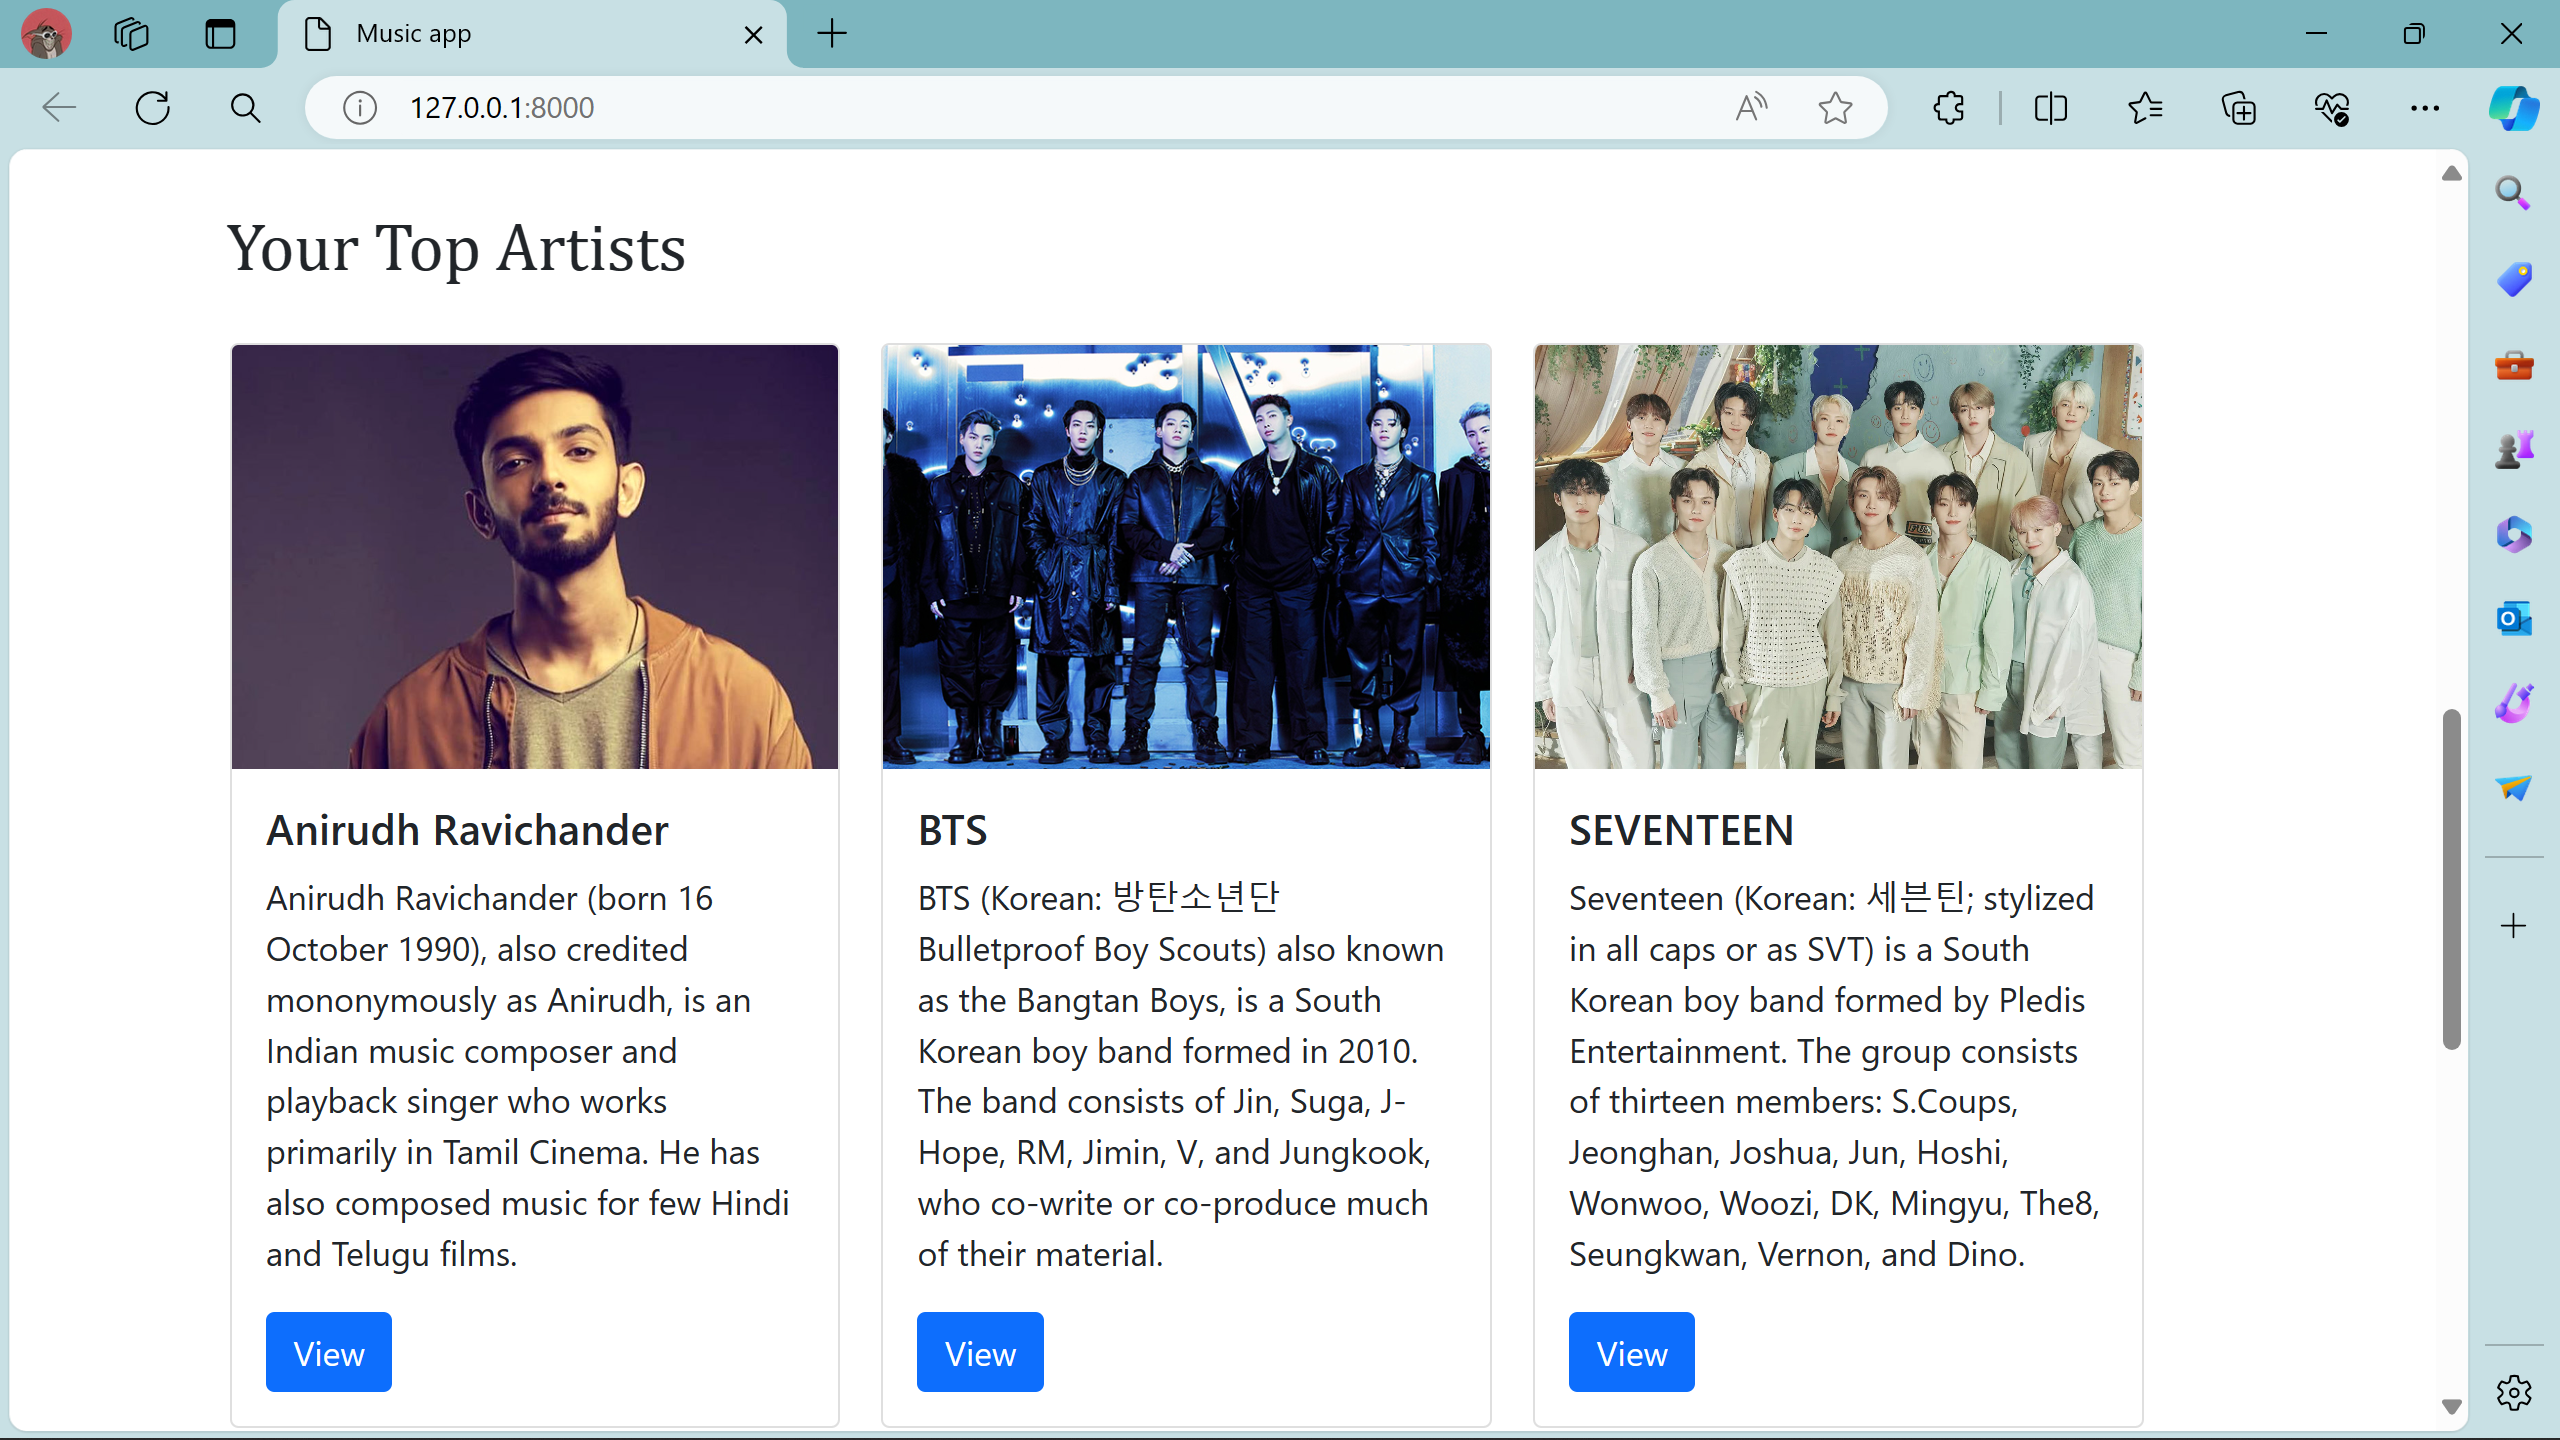 Music app
127.0.0.1:8000
Your Top Artists
Anirudh Ravichander
Anirudh Ravichander (born 16
October 1990), also credited
mononymously as Anirudh, is an
Indian music composer and
playback singer who works
primarily in Tamil Cinema. He has
also composed music for few Hindi
and Telugu films.
View
BTS
BTS (Korean: 방탄소년단
Bulletproof Boy Scouts) also known
as the Bangtan Boys, is a South
Korean boy band formed in 2010.
The band consists of Jin, Suga, J-
Hope, RM, Jimin, V, and Jungkook,
who co-write or co-produce much
of their material.
View
SEVENTEEN
Seventeen (Korean: 세븐틴; stylized
in all caps or as SVT) is a South
Korean boy band formed by Pledis
Entertainment. The group consists
of thirteen members: S.Coups,
Jeonghan, Joshua, Jun, Hoshi,
Wonwoo, Woozi, DK, Mingyu, The8,
Seungkwan, Vernon, and Dino.
View